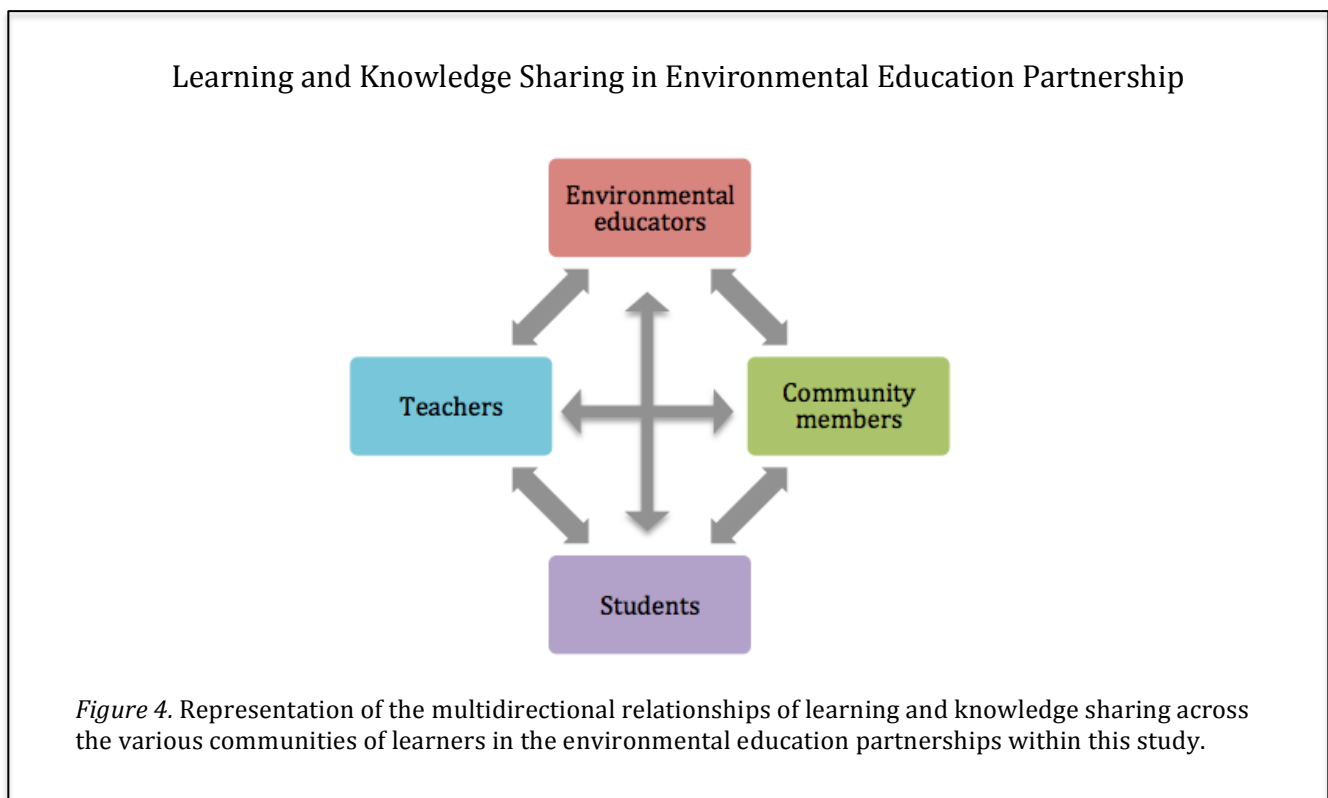 Learning and Knowledge Sharing in Environmental Education Partnership
Environmental
educators
Teachers
Community
members
Students
Figure 4. Representation of the multidirectional relationships of learning and knowledge sharing across
the various communities of learners in the environmental education partnerships within this study.